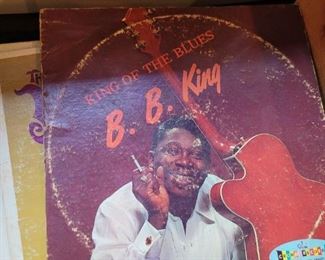 KING OF THE BLUES
B. B. King